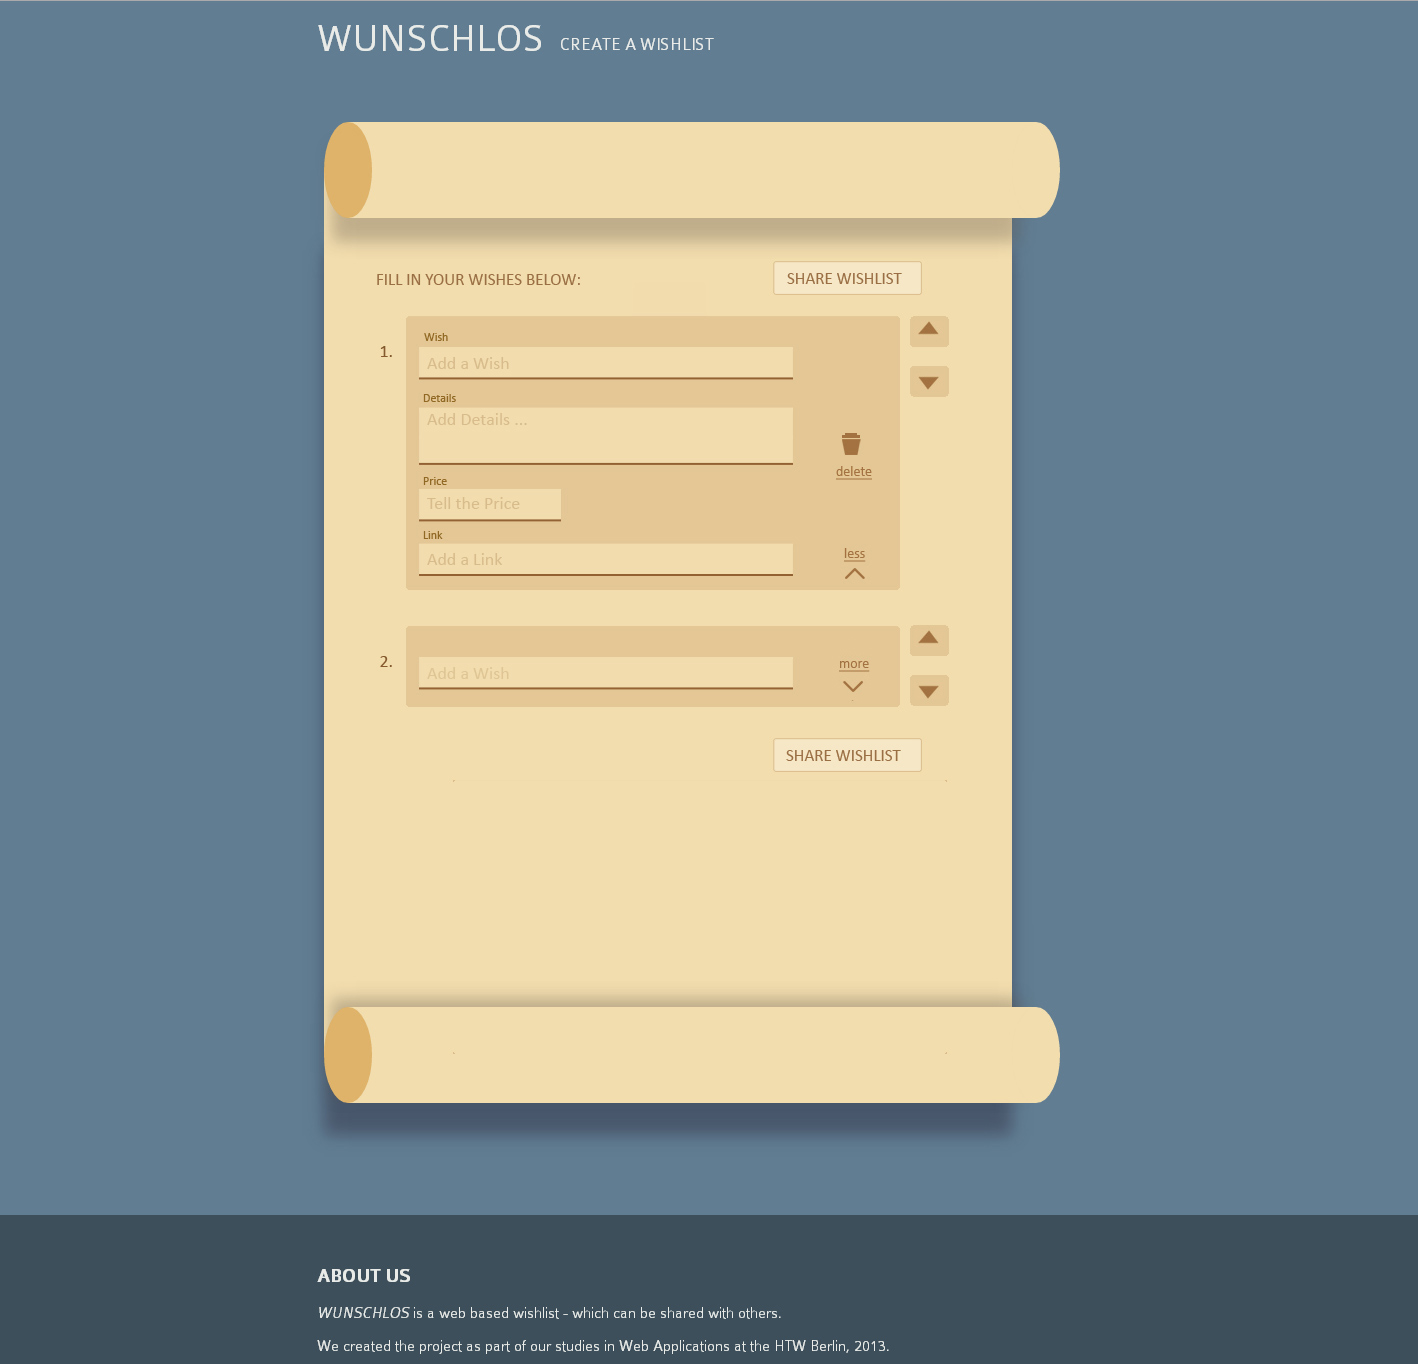 WUNSCHLOS CREATE A WISHLIST
FILL IN YOUR WISHES BELOW: SHARE WISHLIST
1.
Wish
Add a Wish
Details
Add Details ...
delete
Price
Tell the Price
Link
Add a Link
less
2.
Add a Wish
more
SHARE WISHLIST
ABOUT US
WUNSCHLOS is a web based wishlist - which can be shared with others.
We created the project as part of our studies in Web Applications at the HTW Berlin, 2013.